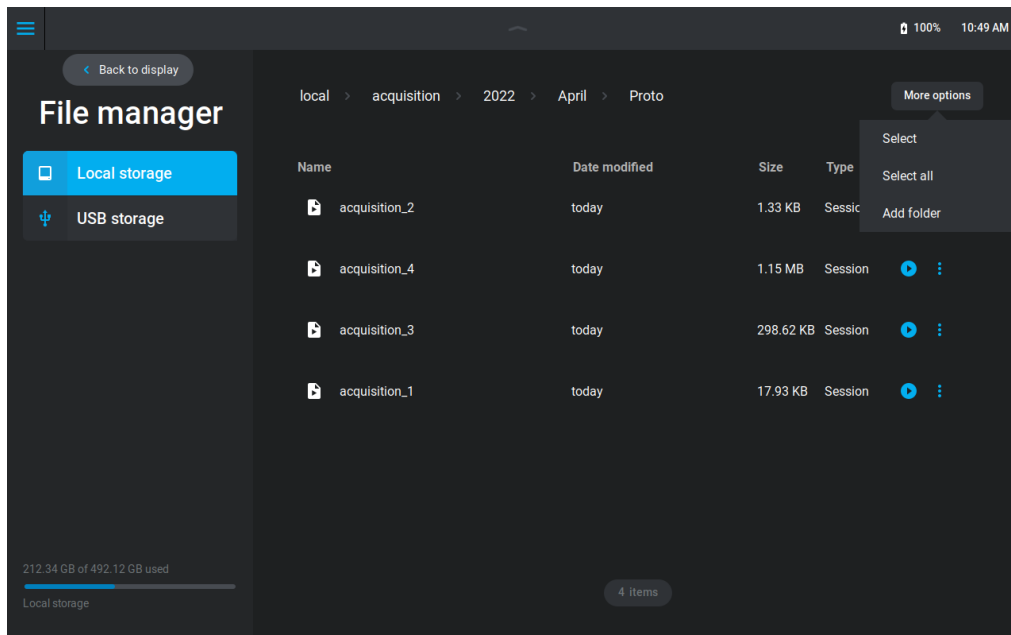 100% 10:49 AM
Back to display
File manager
Local storage
USB storage
212.34 GB of 492.12 GB used
Local storage
local > acquisition > 2022 > April > Proto
More options
Select
Select all
Add folder
Name Date modified Size Type
acquisition_2 today 1.33 KB Sessio
acquisition_4 today 1.15 MB Session
acquisition_3 today 298.62 KB Session
acquisition_1 today 17.93 KB Session
4 items